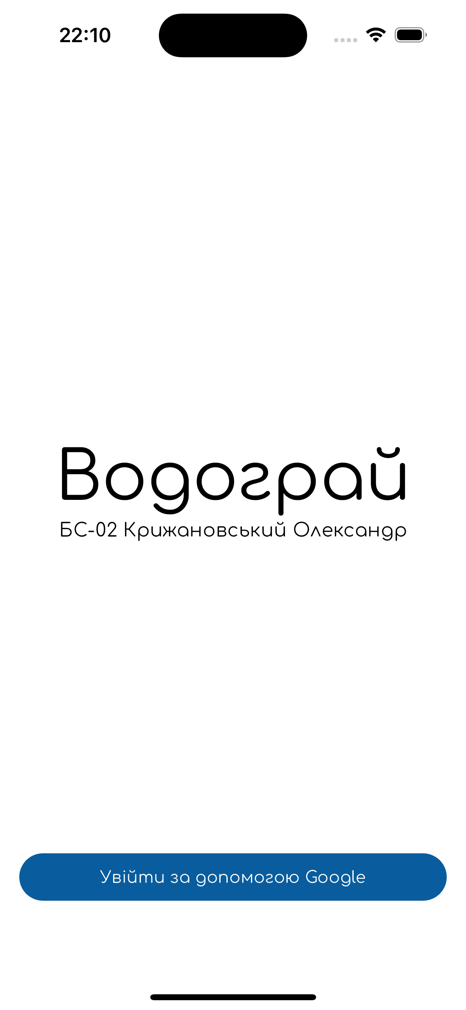 22:10
Водограй
БС-02 Крижановський Олександр
Увійти за допомогою Google